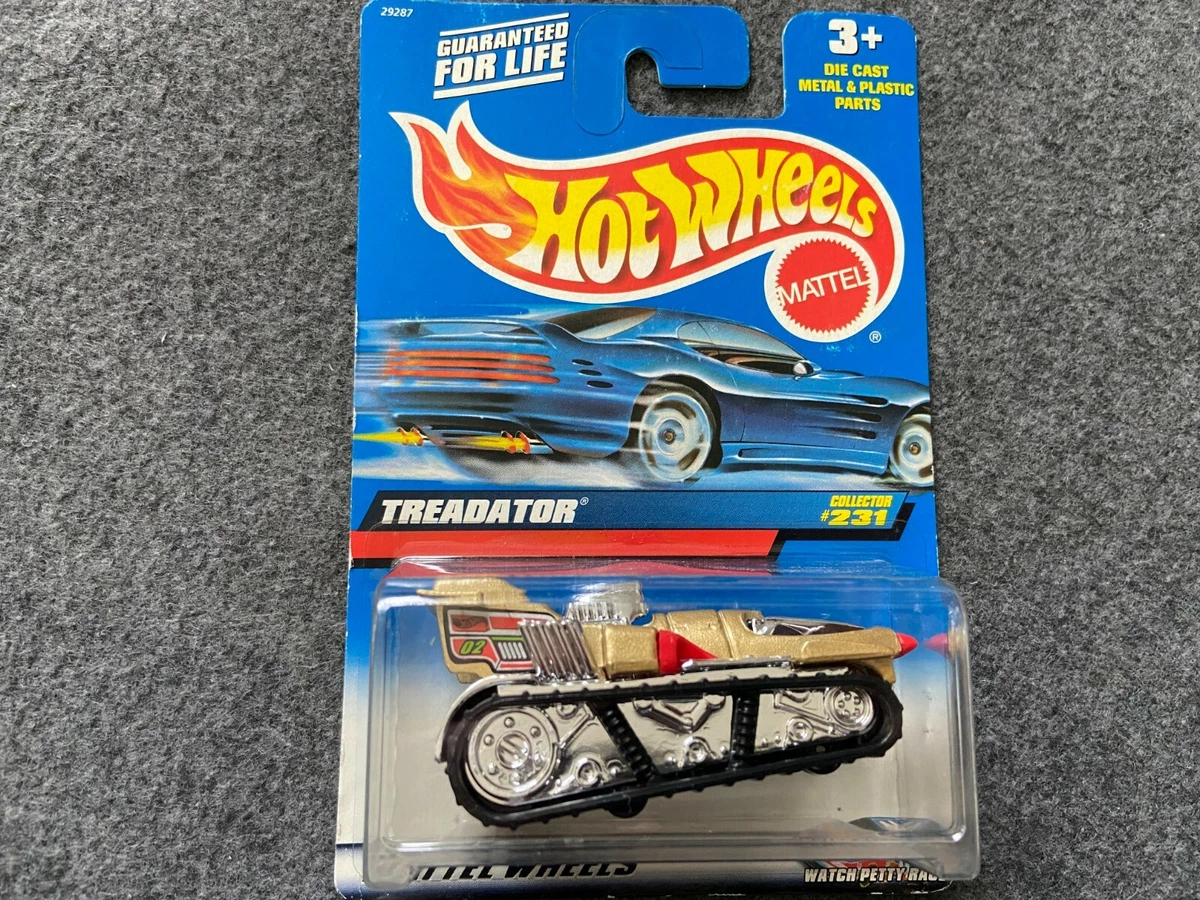 29287
GUARANTEED
FOR LIFE
3+
DIE CAST
METAL & PLASTIC
PARTS
HOT WHEELS
MATTEL
®
TREADATOR®
COLLECTOR
#231
02
WHEELS
WATCH PETTY